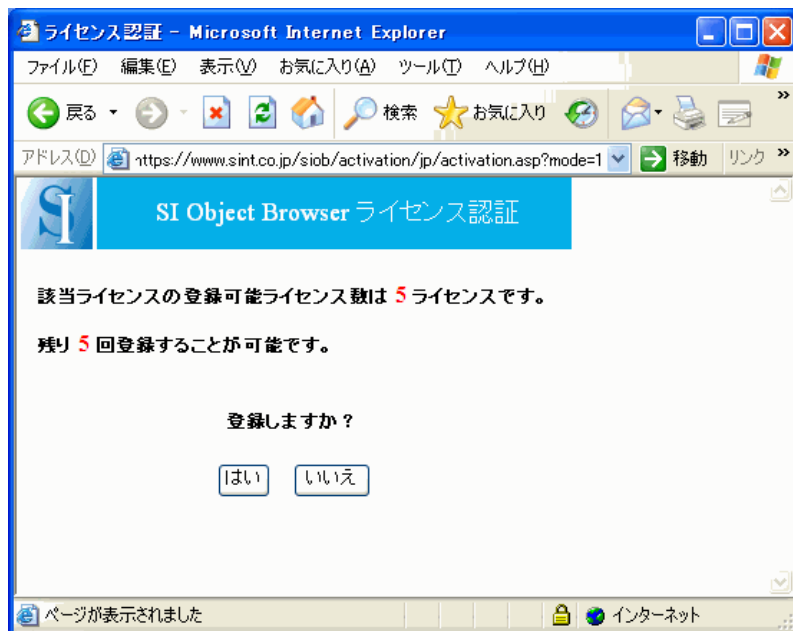 ライセンス認証 - Microsoft Internet Explorer
ファイル(F) 編集(E) 表示(V) お気に入り(A) ツール(T) ヘルプ(H)
戻る 検索 お気に入り »
アドレス(D) https://www.sint.co.jp/siob/activation/jp/activation.asp?mode=1 移動 リンク »
SI SI Object Browser ライセンス認証
該当ライセンスの登録可能ライセンス数は 5 ライセンスです。
残り 5 回登録することが可能です。
登録しますか？
はい いいえ
ページが表示されました インターネット